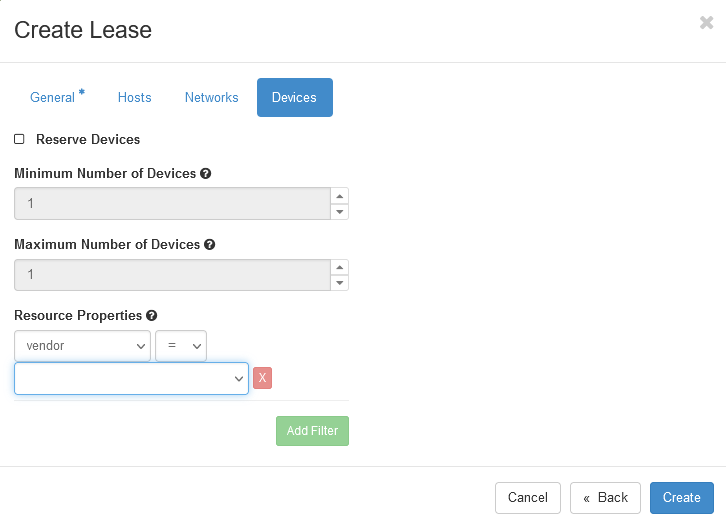 Create Lease
×
General *
Hosts
Networks
Devices
Reserve Devices
Minimum Number of Devices ?
1
Maximum Number of Devices ?
1
Resource Properties ?
vendor
=
X
Add Filter
Cancel
« Back
Create